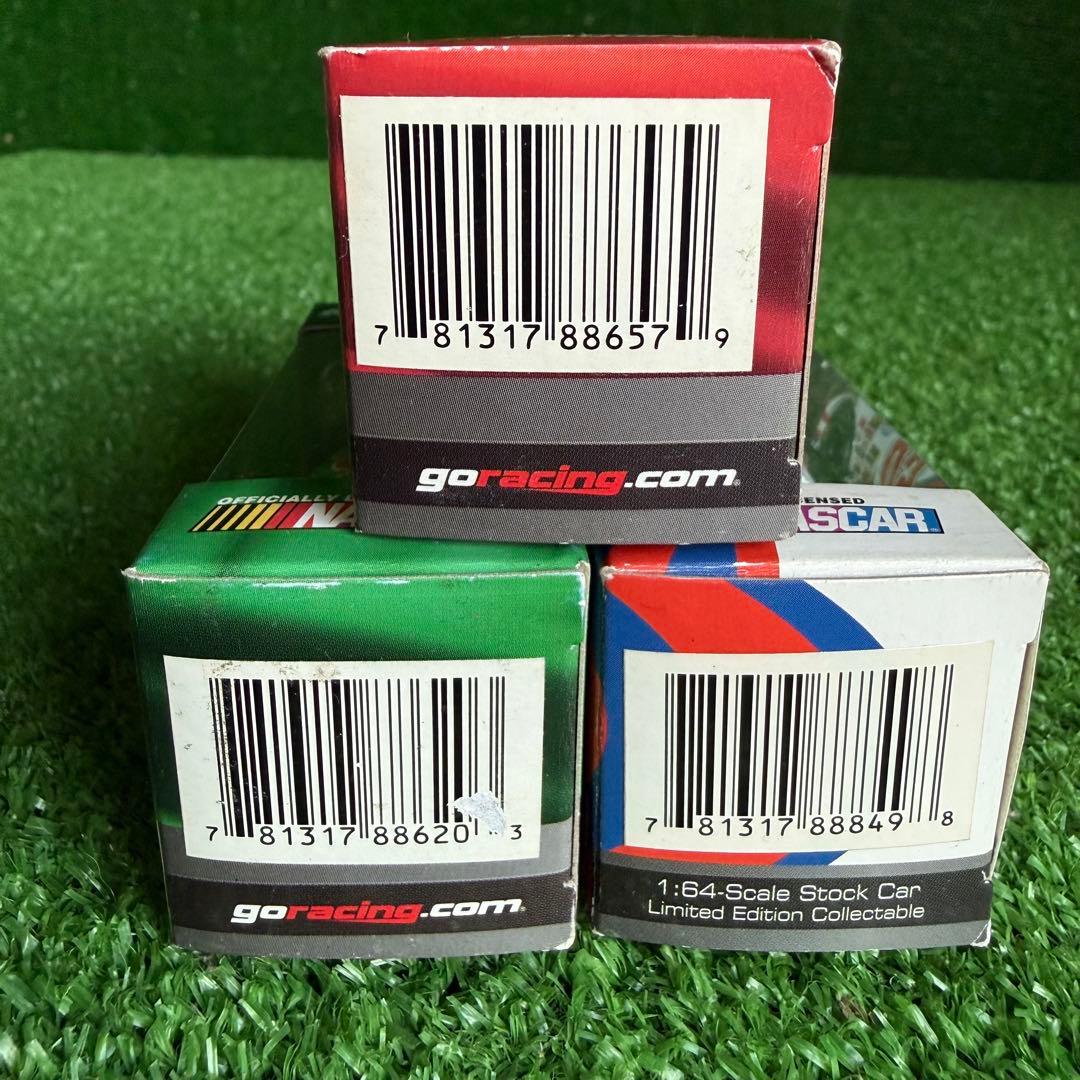 7 81317 88657 9
goracing.com
OFFICIALLY
NA
ENSED
ASCAR
7 81317 88620 3
goracing.com
7 81317 88849 8
1:64-Scale Stock Car
Limited Edition Collectable